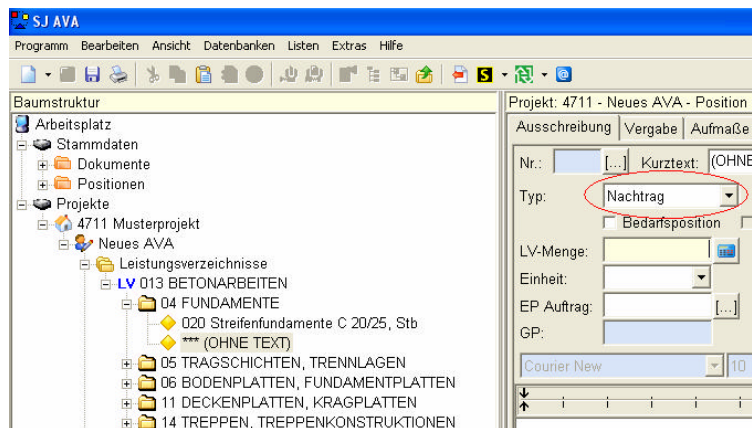 SJ AVA
Programm Bearbeiten Ansicht Datenbanken Listen Extras Hilfe
S
Baumstruktur
Arbeitsplatz
Stammdaten
Dokumente
Positionen
Projekte
4711 Musterprojekt
Neues AVA
Leistungsverzeichnisse
LV 013 BETONARBEITEN
04 FUNDAMENTE
020 Streifenfundamente C 20/25, Stb
*** (OHNE TEXT)
05 TRAGSCHICHTEN, TRENNLAGEN
06 BODENPLATTEN, FUNDAMENTPLATTEN
11 DECKENPLATTEN, KRAGPLATTEN
14 TREPPEN, TREPPENKONSTRUKTIONEN
Projekt: 4711 - Neues AVA - Position
Ausschreibung Vergabe Aufmaße
Nr.: [...] Kurztext: (OHNE
Typ: Nachtrag
Bedarfsposition
LV-Menge:
Einheit:
EP Auftrag: [...]
GP:
Courier New 10